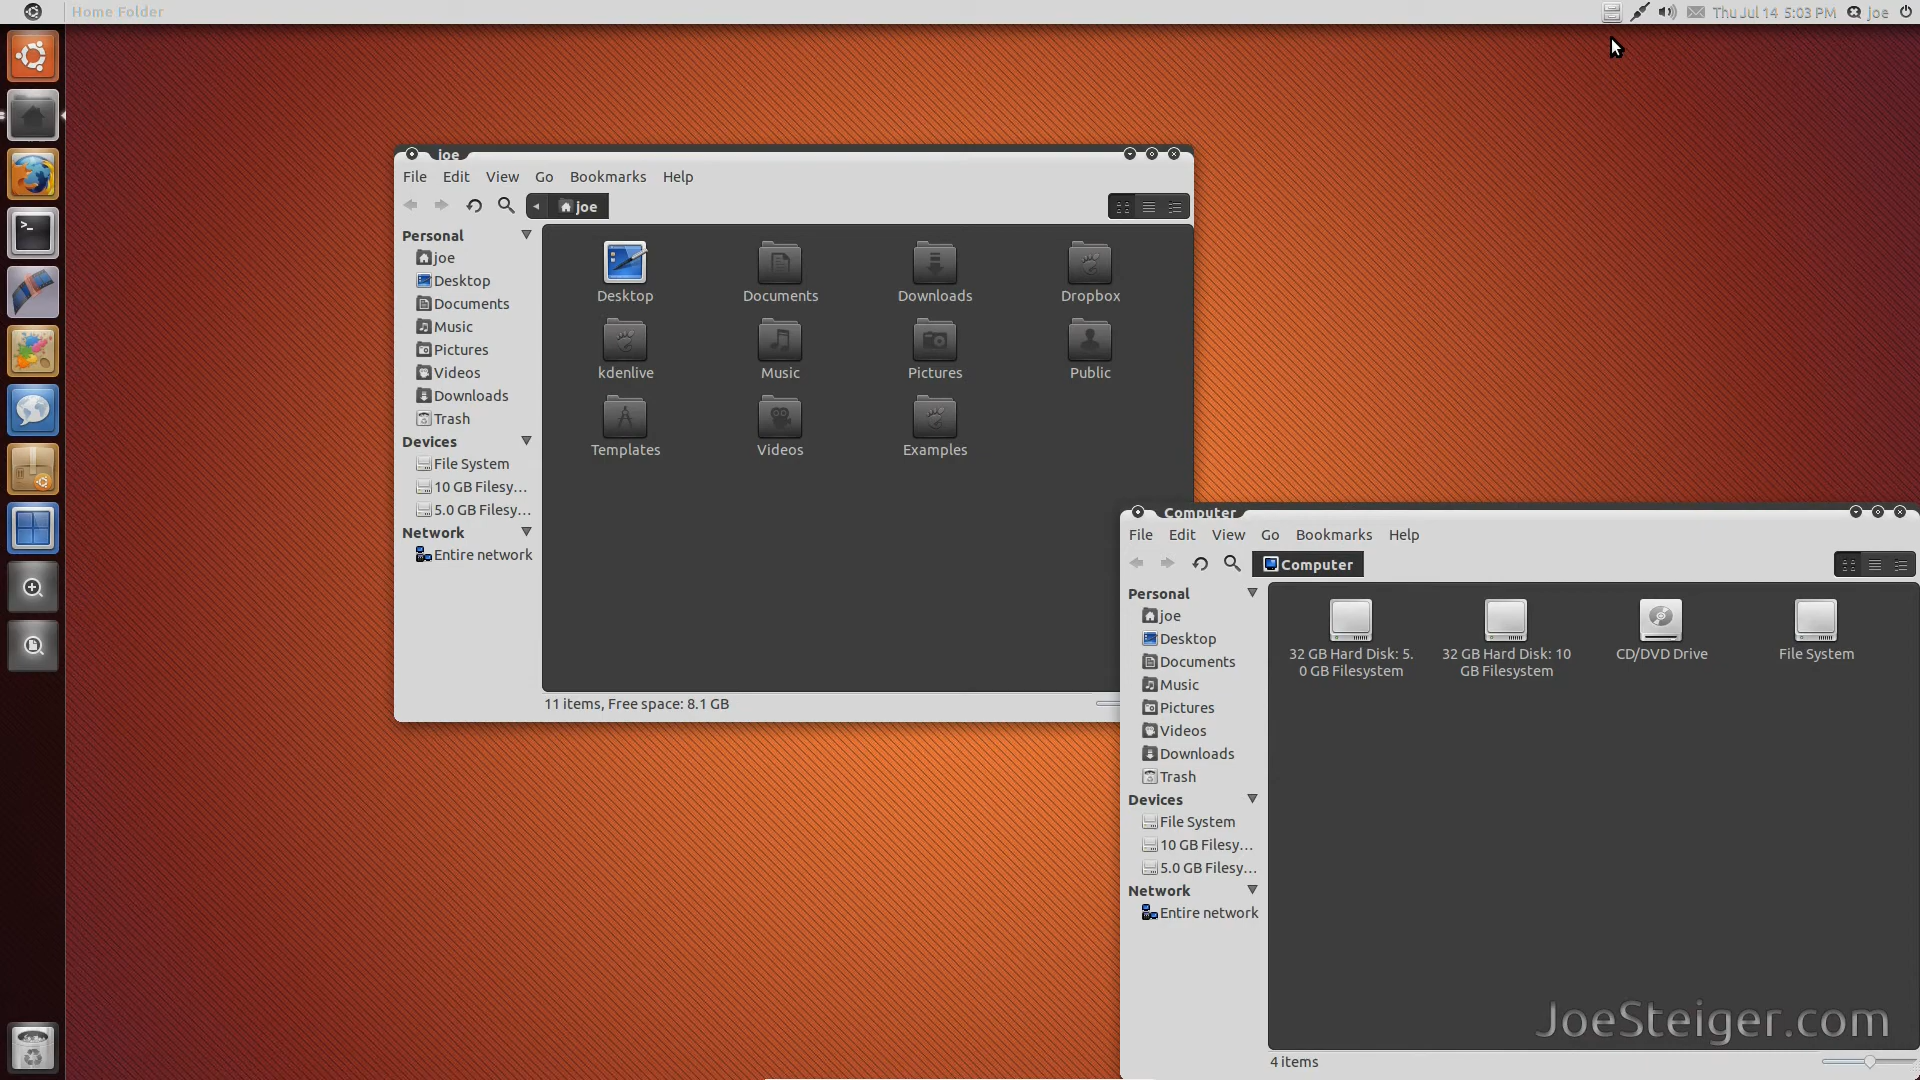 Home Folder
Thu Jul 14 5:03 PM
joe
joe
File Edit View Go Bookmarks Help
joe
Personal
joe
Desktop
Documents
Music
Pictures
Videos
Downloads
Trash
Devices
File System
10 GB Filesy...
5.0 GB Filesy...
Network
Entire network
Desktop
Documents
Downloads
Dropbox
kdenlive
Music
Pictures
Public
Templates
Videos
Examples
11 items, Free space: 8.1 GB
Computer
File Edit View Go Bookmarks Help
Computer
Personal
joe
Desktop
Documents
Music
Pictures
Videos
Downloads
Trash
Devices
File System
10 GB Filesy...
5.0 GB Filesy...
Network
Entire network
32 GB Hard Disk: 5.
0 GB Filesystem
32 GB Hard Disk: 10
GB Filesystem
CD/DVD Drive
File System
4 items
JoeSteiger.com